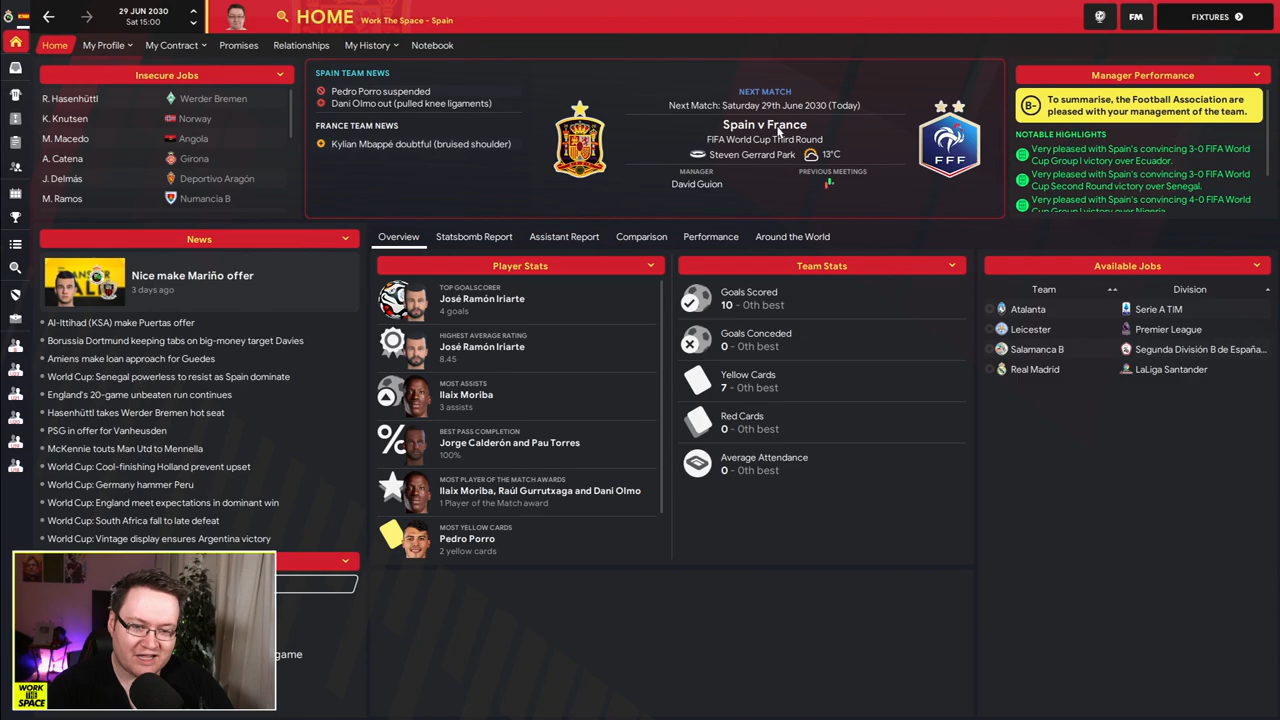 29 JUN 2030
Sat 15:00
HOME
Work The Space - Spain
FM
FIXTURES
Home
My Profile
My Contract
Promises
Relationships
My History
Notebook
Insecure Jobs
R. Hasenhüttl
Werder Bremen
K. Knutsen
Norway
M. Macedo
Angola
A. Catena
Girona
J. Delmás
Deportivo Aragón
M. Ramos
Numancia B
SPAIN TEAM NEWS
Pedro Porro suspended
Dani Olmo out (pulled knee ligaments)
FRANCE TEAM NEWS
Kylian Mbappé doubtful (bruised shoulder)
NEXT MATCH
Next Match: Saturday 29th June 2030 (Today)
Spain v France
FIFA World Cup Third Round
Steven Gerrard Park
13°C
MANAGER
David Guion
PREVIOUS MEETINGS
FFF
Manager Performance
B-
To summarise, the Football Association are
pleased with your management of the team.
NOTABLE HIGHLIGHTS
Very pleased with Spain's convincing 3-0 FIFA World
Cup Group I victory over Ecuador.
Very pleased with Spain's convincing 3-0 FIFA World
Cup Second Round victory over Senegal.
Very pleased with Spain's convincing 4-0 FIFA World
Cup Group I victory over Nigeria.
News
Nice make Mariño offer
3 days ago
Al-Ittihad (KSA) make Puertas offer
Borussia Dortmund keeping tabs on big-money target Davies
Amiens make loan approach for Guedes
World Cup: Senegal powerless to resist as Spain dominate
England's 20-game unbeaten run continues
Hasenhüttl takes Werder Bremen hot seat
PSG in offer for Vanheusden
McKennie touts Man Utd to Mennella
World Cup: Cool-finishing Holland prevent upset
World Cup: Germany hammer Peru
World Cup: England meet expectations in dominant win
World Cup: South Africa fall to late defeat
World Cup: Vintage display ensures Argentina victory
Overview
Statsbomb Report
Assistant Report
Comparison
Performance
Around the World
Player Stats
TOP GOALSCORER
José Ramón Iriarte
4 goals
HIGHEST AVERAGE RATING
José Ramón Iriarte
8.45
MOST ASSISTS
Ilaix Moriba
3 assists
BEST PASS COMPLETION
Jorge Calderón and Pau Torres
100%
MOST PLAYER OF THE MATCH AWARDS
Ilaix Moriba, Raúl Gurrutxaga and Dani Olmo
1 Player of the Match award
MOST YELLOW CARDS
Pedro Porro
2 yellow cards
Team Stats
Goals Scored
10 - 0th best
Goals Conceded
0 - 0th best
Yellow Cards
7 - 0th best
Red Cards
0 - 0th best
Average Attendance
0 - 0th best
Available Jobs
Team
Division
Atalanta
Serie A TIM
Leicester
Premier League
Salamanca B
Segunda División B de España...
Real Madrid
LaLiga Santander
game
WORK
THE
SPACE